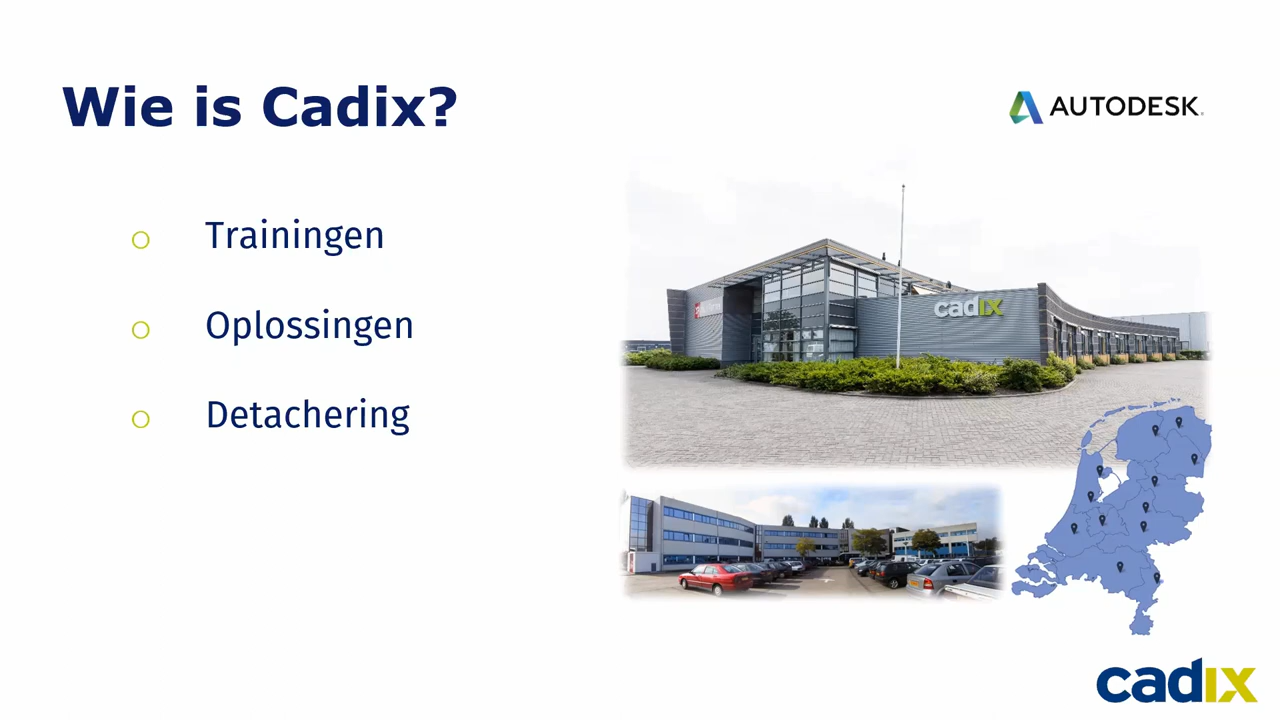 Wie is Cadix?
AUTODESK.
o Trainingen
o Oplossingen
o Detachering
cadix
cadix